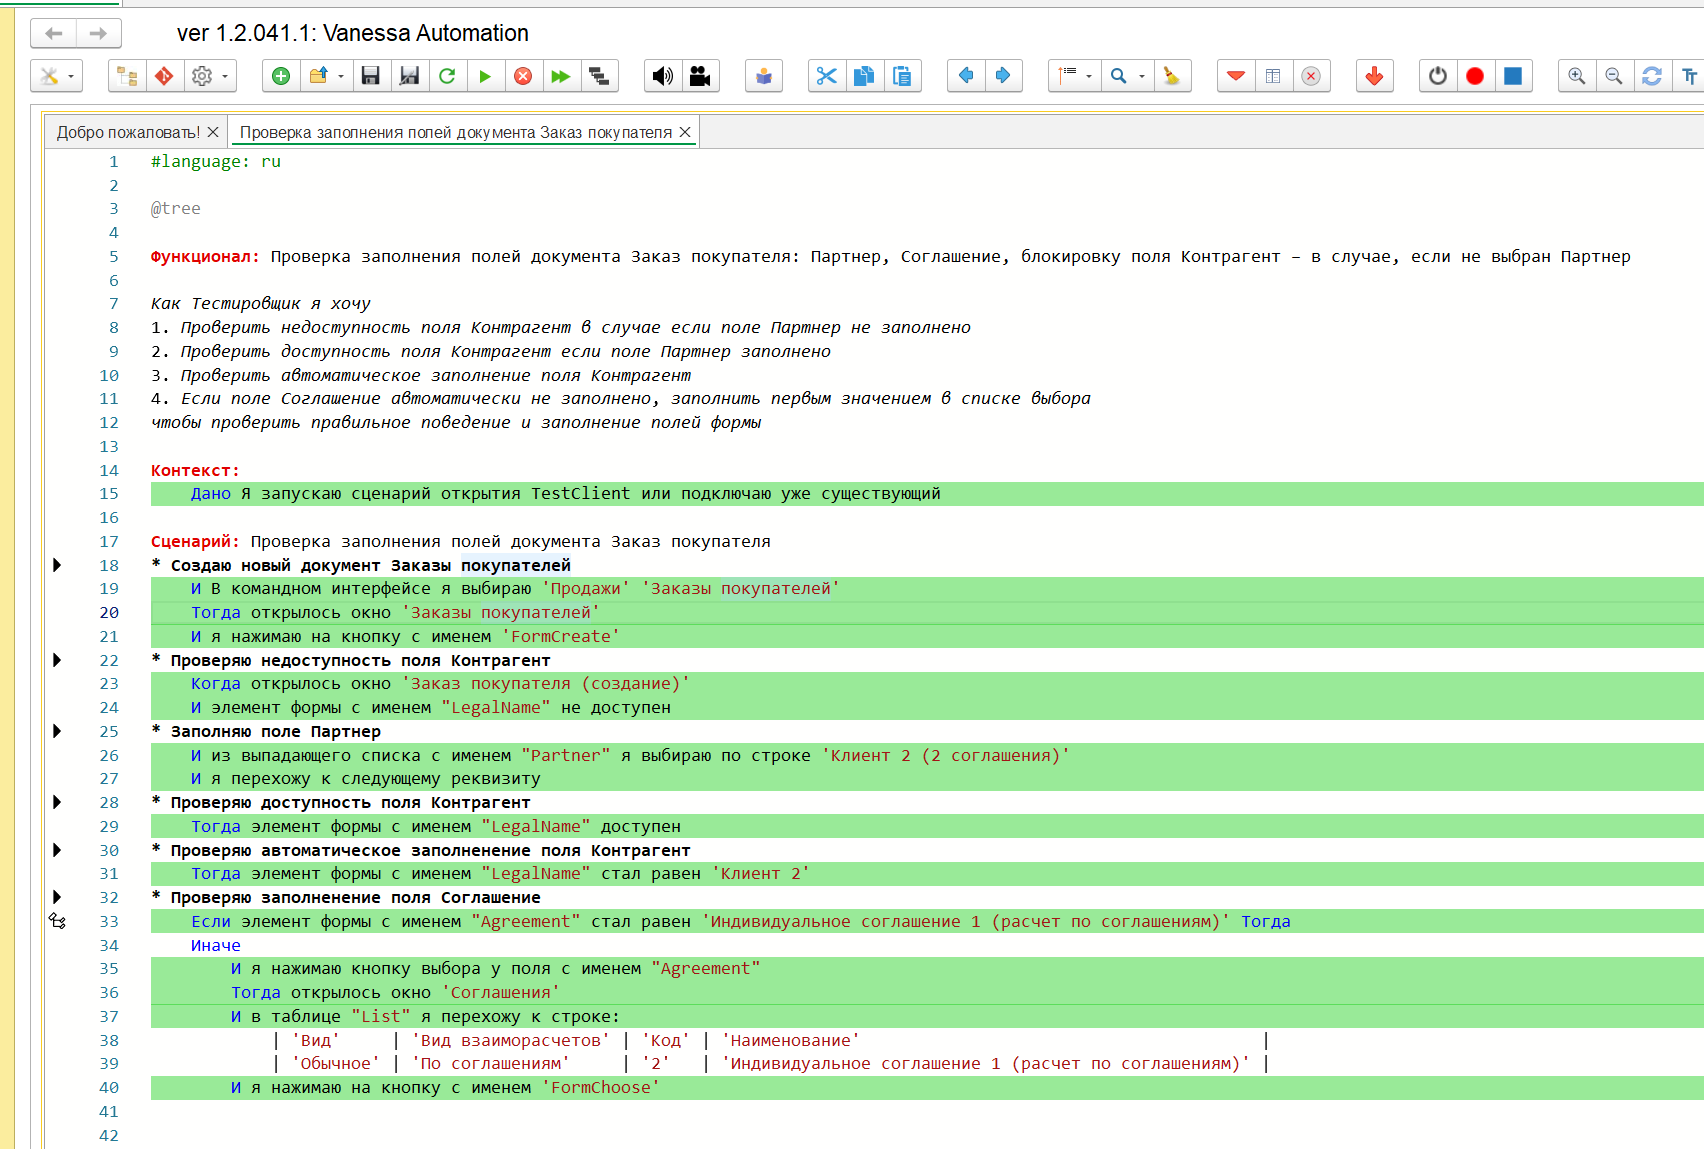 ver 1.2.041.1: Vanessa Automation
Добро пожаловать!
Проверка заполнения полей документа Заказ покупателя
1 #language: ru
2
3 @tree
4
5 Функционал: Проверка заполнения полей документа Заказ покупателя: Партнер, Соглашение, блокировку поля Контрагент – в случае, если не выбран Партнер
6
7 Как Тестировщик я хочу
8 1. Проверить недоступность поля Контрагент в случае если поле Партнер не заполнено
9 2. Проверить доступность поля Контрагент если поле Партнер заполнено
10 3. Проверить автоматическое заполнение поля Контрагент
11 4. Если поле Соглашение автоматически не заполнено, заполнить первым значением в списке выбора
12 чтобы проверить правильное поведение и заполнение полей формы
13
14 Контекст:
15 Дано Я запускаю сценарий открытия TestClient или подключаю уже существующий
16
17 Сценарий: Проверка заполнения полей документа Заказ покупателя
18 * Создаю новый документ Заказы покупателей
19 И В командном интерфейсе я выбираю 'Продажи' 'Заказы покупателей'
20 Тогда открылось окно 'Заказы покупателей'
21 И я нажимаю на кнопку с именем 'FormCreate'
22 * Проверяю недоступность поля Контрагент
23 Когда открылось окно 'Заказ покупателя (создание)'
24 И элемент формы с именем "LegalName" не доступен
25 * Заполняю поле Партнер
26 И из выпадающего списка с именем "Partner" я выбираю по строке 'Клиент 2 (2 соглашения)'
27 И я перехожу к следующему реквизиту
28 * Проверяю доступность поля Контрагент
29 Тогда элемент формы с именем "LegalName" доступен
30 * Проверяю автоматическое заполненение поля Контрагент
31 Тогда элемент формы с именем "LegalName" стал равен 'Клиент 2'
32 * Проверяю заполненение поля Соглашение
33 Если элемент формы с именем "Agreement" стал равен 'Индивидуальное соглашение 1 (расчет по соглашениям)' Тогда
34 Иначе
35 И я нажимаю кнопку выбора у поля с именем "Agreement"
36 Тогда открылось окно 'Соглашения'
37 И в таблице "List" я перехожу к строке:
38 | 'Вид' | 'Вид взаиморасчетов' | 'Код' | 'Наименование' |
39 | 'Обычное' | 'По соглашениям' | '2' | 'Индивидуальное соглашение 1 (расчет по соглашениям)' |
40 И я нажимаю на кнопку с именем 'FormChoose'
41
42